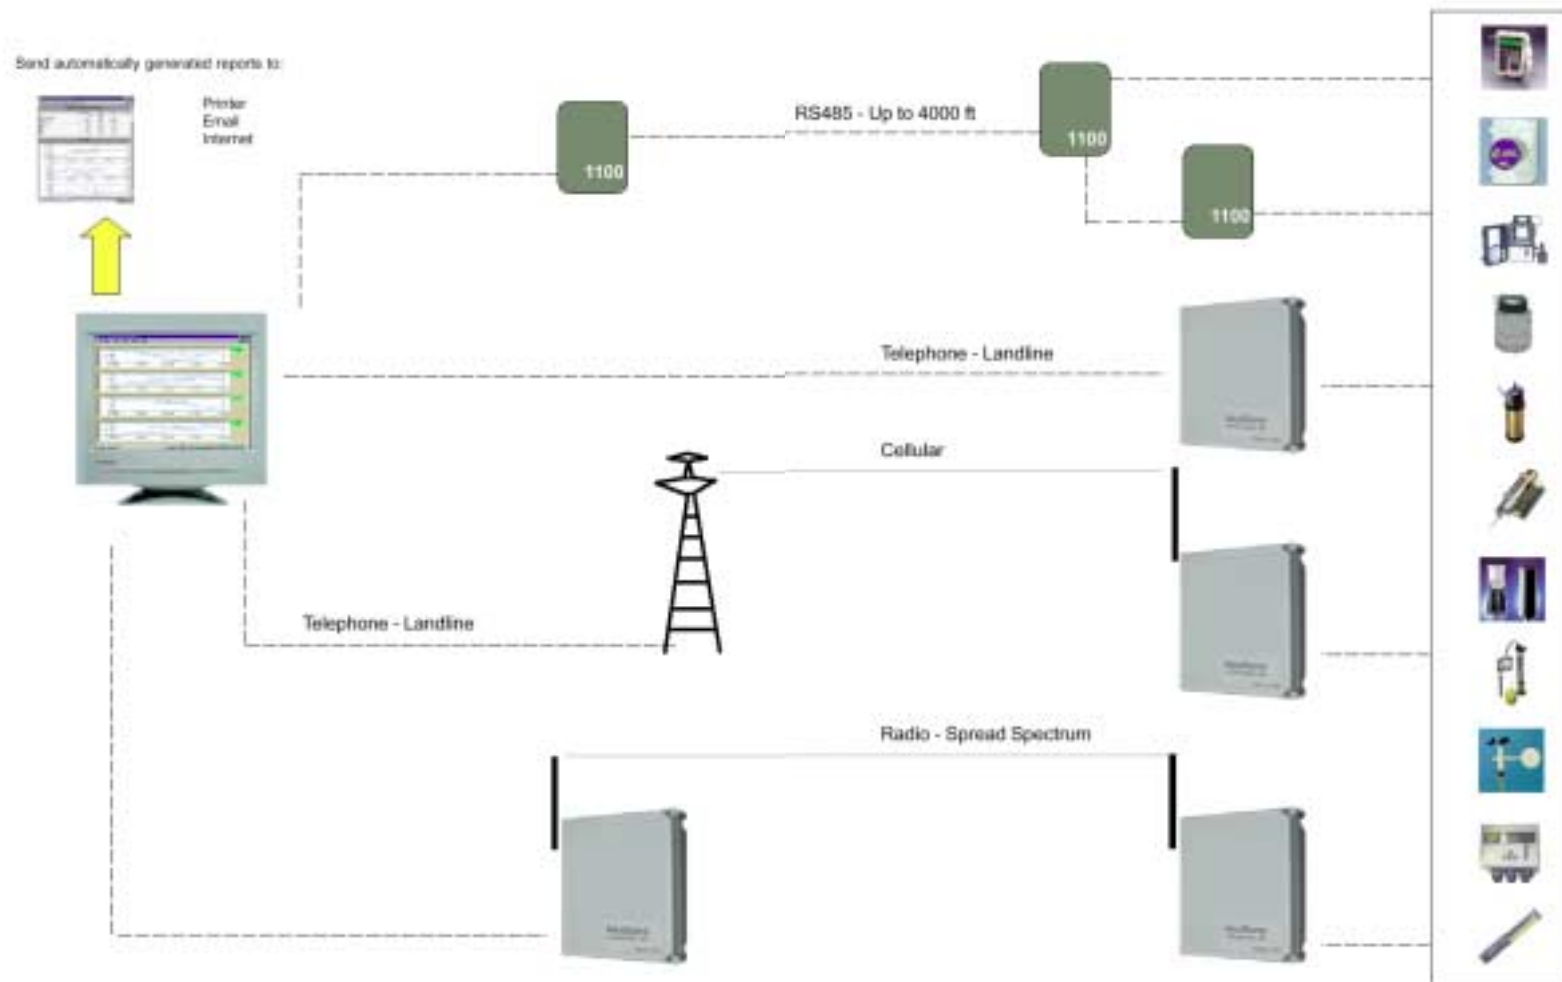 Send automatically generated reports to:
Printer
Email
Internet
RS485 - Up to 4000 ft
1100
1100
1100
1100
Telephone - Landline
Cellular
Telephone - Landline
Radio - Spread Spectrum